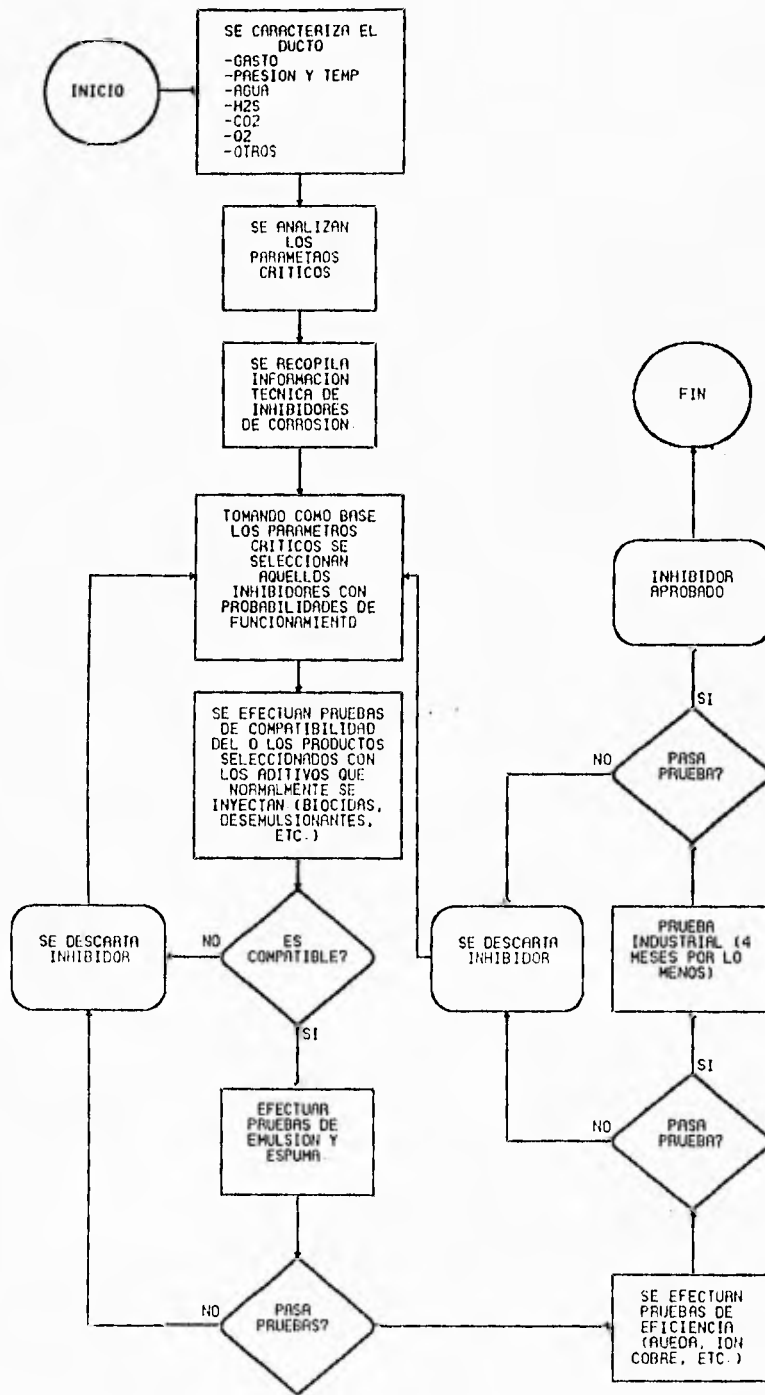 INICIO
SE CARACTERIZA EL
DUCTO
-GASTO
-PRESION Y TEMP
-AGUA
-H2S
-CO2
-O2
-OTROS
SE ANALIZAN
LOS
PARAMETROS
CRITICOS
SE RECOPILA
INFORMACION
TECNICA DE
INHIBIDORES
DE CORROSION.
TOMANDO COMO BASE
LOS PARAMETROS
CRITICOS SE
SELECCIONAN
AQUELLOS
INHIBIDORES CON
PROBABILIDADES DE
FUNCIONAMIENTO
SE EFECTUAN PRUEBAS
DE COMPATIBILIDAD
DEL O LOS PRODUCTOS
SELECCIONADOS CON
LOS ADITIVOS QUE
NORMALMENTE SE
INYECTAN (BIOCIDAS,
DESEMULSIONANTES,
ETC.)
ES
COMPATIBLE?
NO
SE DESCARTA
INHIBIDOR
SI
EFECTUAR
PRUEBAS DE
EMULSION Y
ESPUMA
PASA
PRUEBAS?
NO
SE EFECTUAN
PRUEBAS DE
EFICIENCIA
(RUEDA, ION
COBRE, ETC.)
PASA
PRUEBA?
NO
SE DESCARTA
INHIBIDOR
SI
PRUEBA
INDUSTRIAL (4
MESES POR LO
MENOS)
PASA
PRUEBA?
NO
SI
INHIBIDOR
APROBADO
FIN